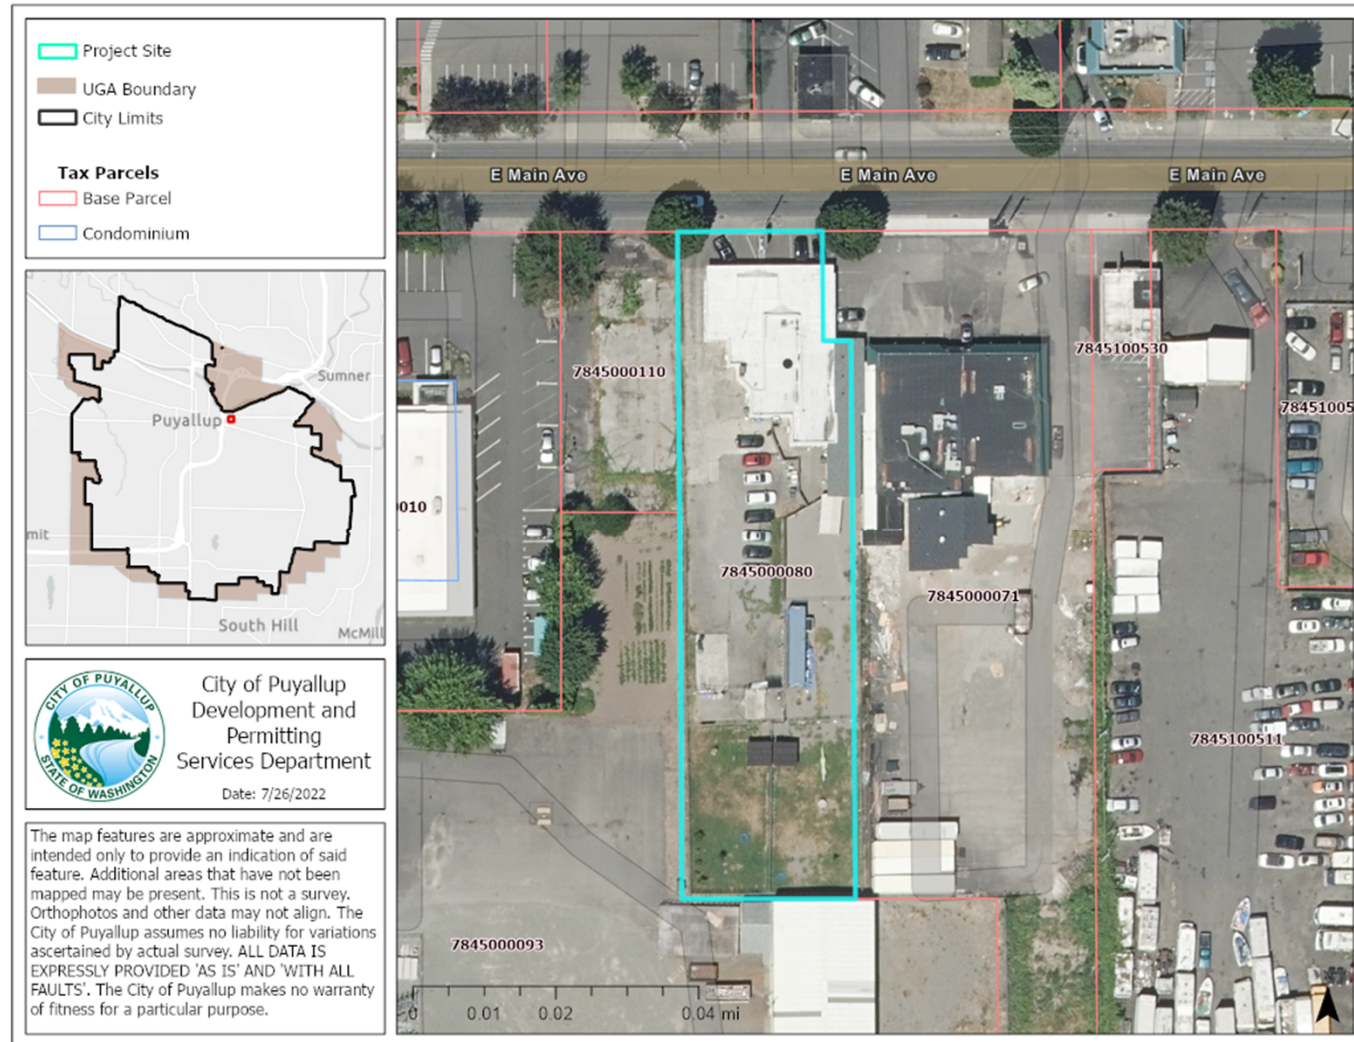 Project Site
UGA Boundary
City Limits
Tax Parcels
Base Parcel
Condominium
Sumner
Puyallup
mit
South Hill
McMill
CITY OF PUYALLUP
STATE OF WASHINGTON
City of Puyallup
Development and
Permitting
Services Department
Date: 7/26/2022
The map features are approximate and are
intended only to provide an indication of said
feature. Additional areas that have not been
mapped may be present. This is not a survey.
Orthophotos and other data may not align. The
City of Puyallup assumes no liability for variations
ascertained by actual survey. ALL DATA IS
EXPRESSLY PROVIDED 'AS IS' AND 'WITH ALL
FAULTS'. The City of Puyallup makes no warranty
of fitness for a particular purpose.
E Main Ave E Main Ave E Main Ave
7845100530
7845000110
78451005
0010
7845000080
7845000071
7845100511
7845000093
0 0.01 0.02 0.04 mi